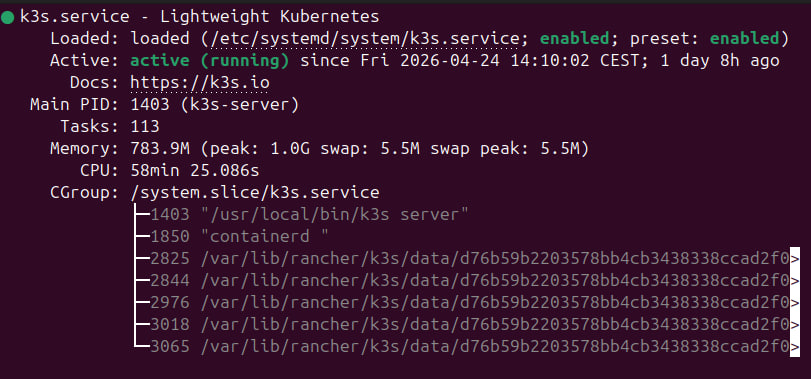 ● k3s.service - Lightweight Kubernetes
Loaded: loaded (/etc/systemd/system/k3s.service; enabled; preset: enabled)
Active: active (running) since Fri 2026-04-24 14:10:02 CEST; 1 day 8h ago
Docs: https://k3s.io
Main PID: 1403 (k3s-server)
Tasks: 113
Memory: 783.9M (peak: 1.0G swap: 5.5M swap peak: 5.5M)
CPU: 58min 25.086s
CGroup: /system.slice/k3s.service
├─1403 "/usr/local/bin/k3s server"
├─1850 "containerd "
├─2825 /var/lib/rancher/k3s/data/d76b59b2203578bb4cb3438338ccad2f0>
├─2844 /var/lib/rancher/k3s/data/d76b59b2203578bb4cb3438338ccad2f0>
├─2976 /var/lib/rancher/k3s/data/d76b59b2203578bb4cb3438338ccad2f0>
├─3018 /var/lib/rancher/k3s/data/d76b59b2203578bb4cb3438338ccad2f0>
└─3065 /var/lib/rancher/k3s/data/d76b59b2203578bb4cb3438338ccad2f0>